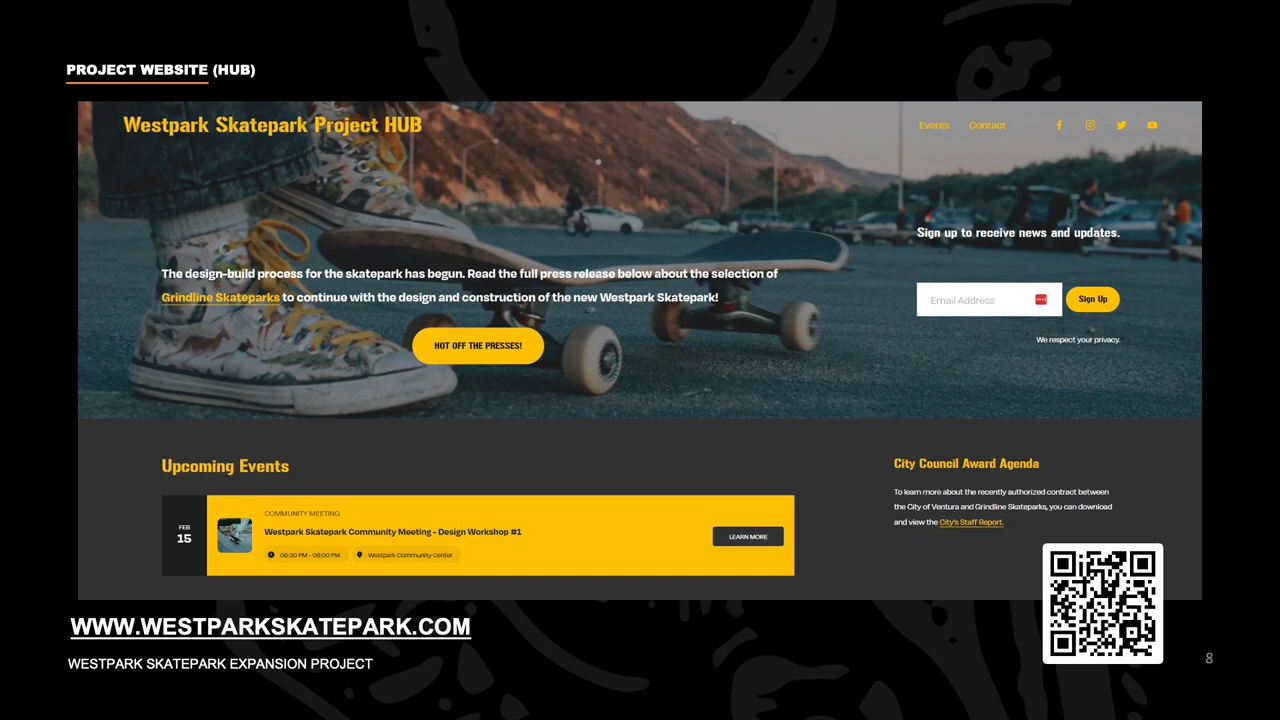 PROJECT WEBSITE (HUB)
Westpark Skatepark Project HUB
Events Contact
Sign up to receive news and updates.
The design-build process for the skatepark has begun. Read the full press release below about the selection of
Grindline Skateparks to continue with the design and construction of the new Westpark Skatepark!
Email Address
Sign Up
HOT OFF THE PRESSES!
We respect your privacy.
Upcoming Events
FEB
15
COMMUNITY MEETING
Westpark Skatepark Community Meeting - Design Workshop #1
06:30 PM - 08:00 PM Westpark Community Center
LEARN MORE
City Council Award Agenda
To learn more about the recently authorized contract between
the City of Ventura and Grindline Skateparks, you can download
and view the City's Staff Report.
WWW.WESTPARKSKATEPARK.COM
WESTPARK SKATEPARK EXPANSION PROJECT
8